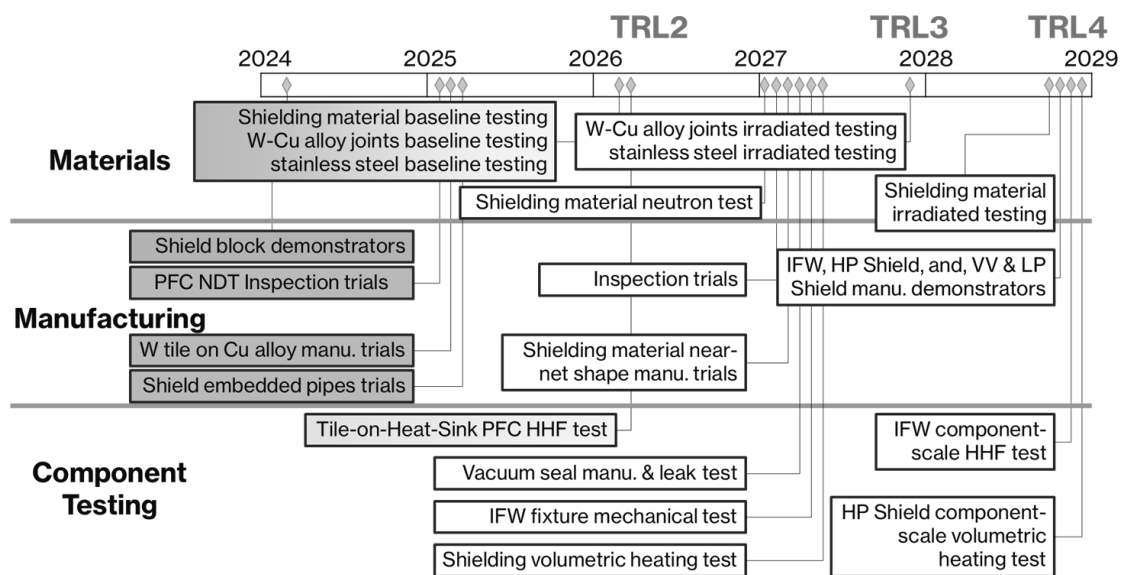 TRL2
TRL3
TRL4
2024
2025
2026
2027
2028
2029
Materials
Shielding material baseline testing
W-Cu alloy joints baseline testing
stainless steel baseline testing
W-Cu alloy joints irradiated testing
stainless steel irradiated testing
Shielding material neutron test
Shielding material
irradiated testing
Manufacturing
Shield block demonstrators
PFC NDT Inspection trials
W tile on Cu alloy manu. trials
Shield embedded pipes trials
Inspection trials
Shielding material near-
net shape manu. trials
IFW, HP Shield, and, VV & LP
Shield manu. demonstrators
Component
Testing
Tile-on-Heat-Sink PFC HHF test
Vacuum seal manu. & leak test
IFW fixture mechanical test
Shielding volumetric heating test
IFW component-
scale HHF test
HP Shield component-
scale volumetric
heating test